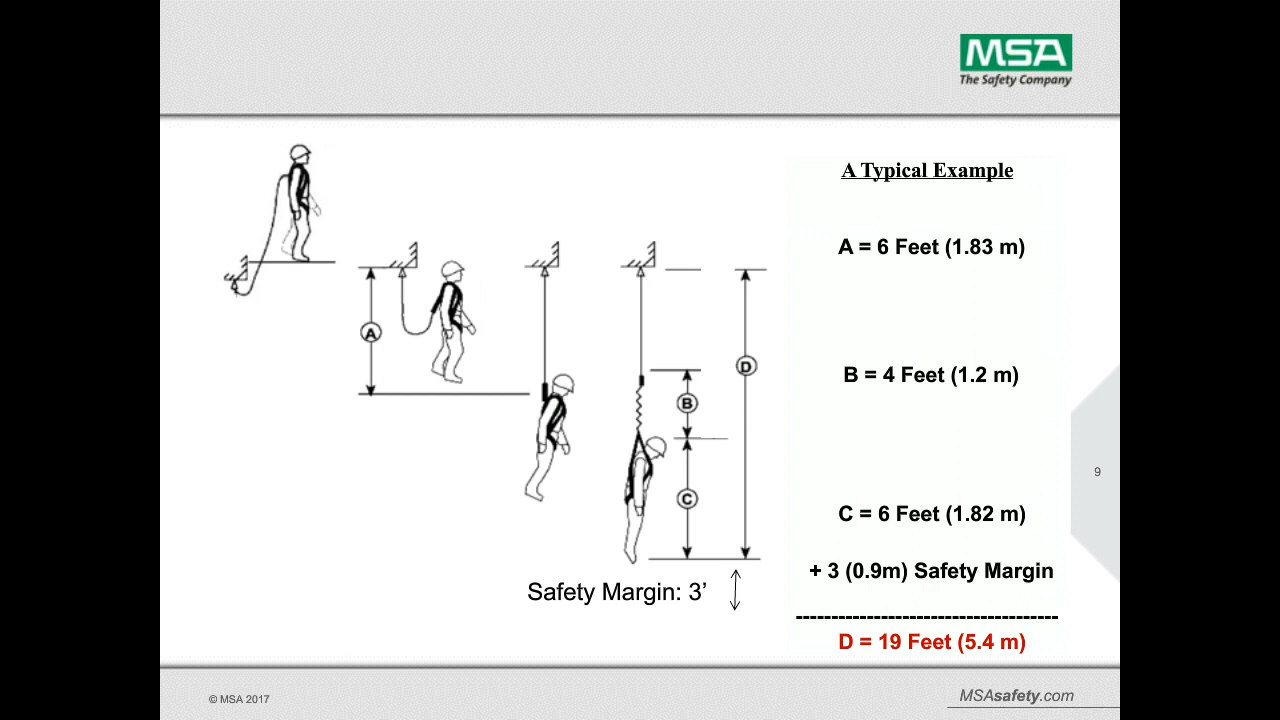 MSA
The Safety Company
A Typical Example
A = 6 Feet (1.83 m)
A
D
B = 4 Feet (1.2 m)
B
9
C
C = 6 Feet (1.82 m)
+ 3 (0.9m) Safety Margin
Safety Margin: 3’
-------------------------------------
D = 19 Feet (5.4 m)
© MSA 2017
MSAsafety.com